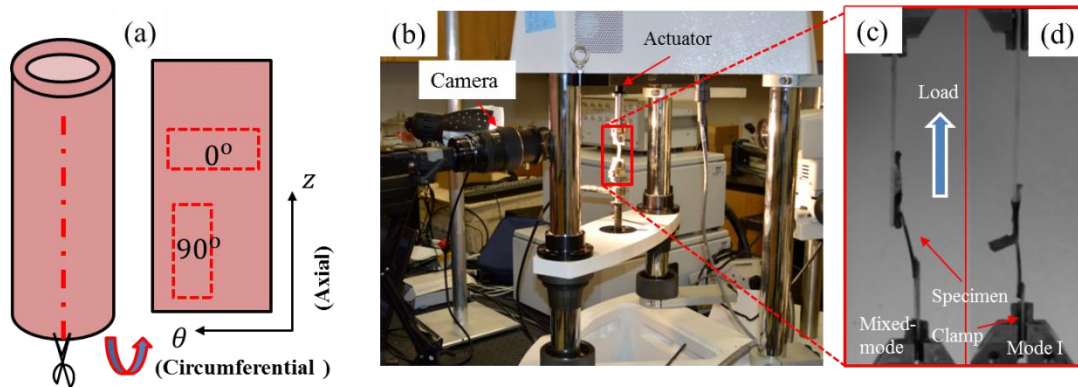 (a)
0°
90°
z
(Axial)
θ
(Circumferential )
(b)
Camera
Actuator
(c)
(d)
Load
Specimen
Clamp
Mixed-
mode
Mode I